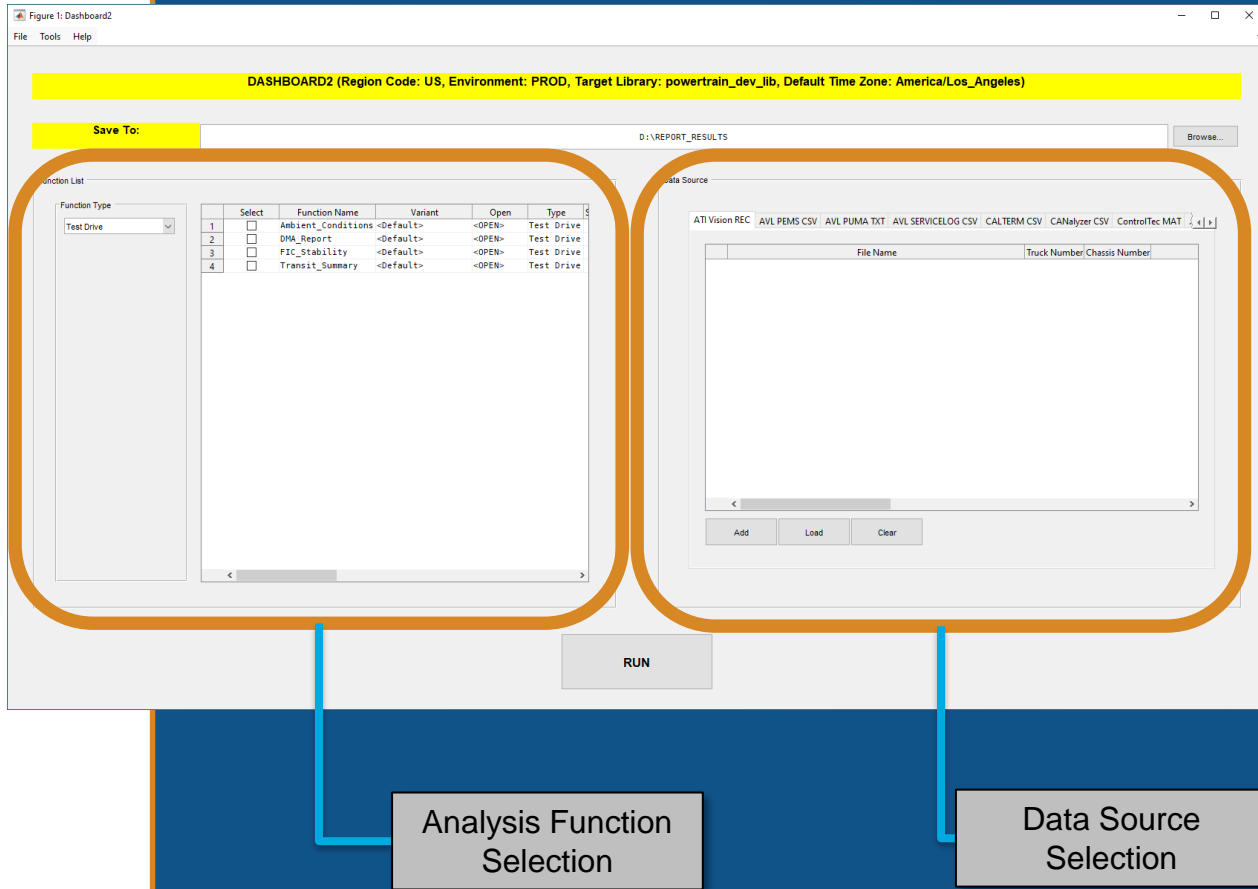 Figure 1: Dashboard2
File Tools Help
DASHBOARD2 (Region Code: US, Environment: PROD, Target Library: powertrain_dev_lib, Default Time Zone: America/Los_Angeles)
Save To:
D:\REPORT_RESULTS
Browse...
unction List
Function Type
Test Drive
Select Function Name Variant Open Type S
1 Ambient_Conditions <Default> <OPEN> Test Drive
2 DMA_Report <Default> <OPEN> Test Drive
3 FIC_Stability <Default> <OPEN> Test Drive
4 Transit_Summary <Default> <OPEN> Test Drive
Data Source
ATI Vision REC AVL PEMS CSV AVL PUMA TXT AVL SERVICELOG CSV CALTERM CSV CANalyzer CSV ControlTec MAT
File Name Truck Number Chassis Number
Add Load Clear
RUN
Analysis Function
Selection
Data Source
Selection